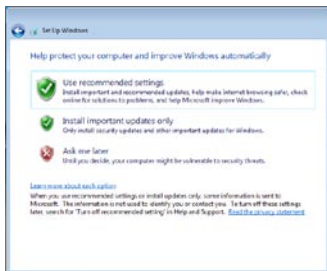 Set Up Windows
Help protect your computer and improve Windows automatically
Use recommended settings
Install important and recommended updates, help make Internet browsing safer, check
online for solutions to problems, and help Microsoft improve Windows.
Install important updates only
Only install security updates and other important updates for Windows.
Ask me later
Until you decide, your computer might be vulnerable to security threats.
Learn more about each option
When you use recommended settings or install updates only, some information is sent to
Microsoft. The information is not used to identify you or contact you. To turn off these settings
later, search for "Turn off recommended setting" in Help and Support. Read the privacy statement